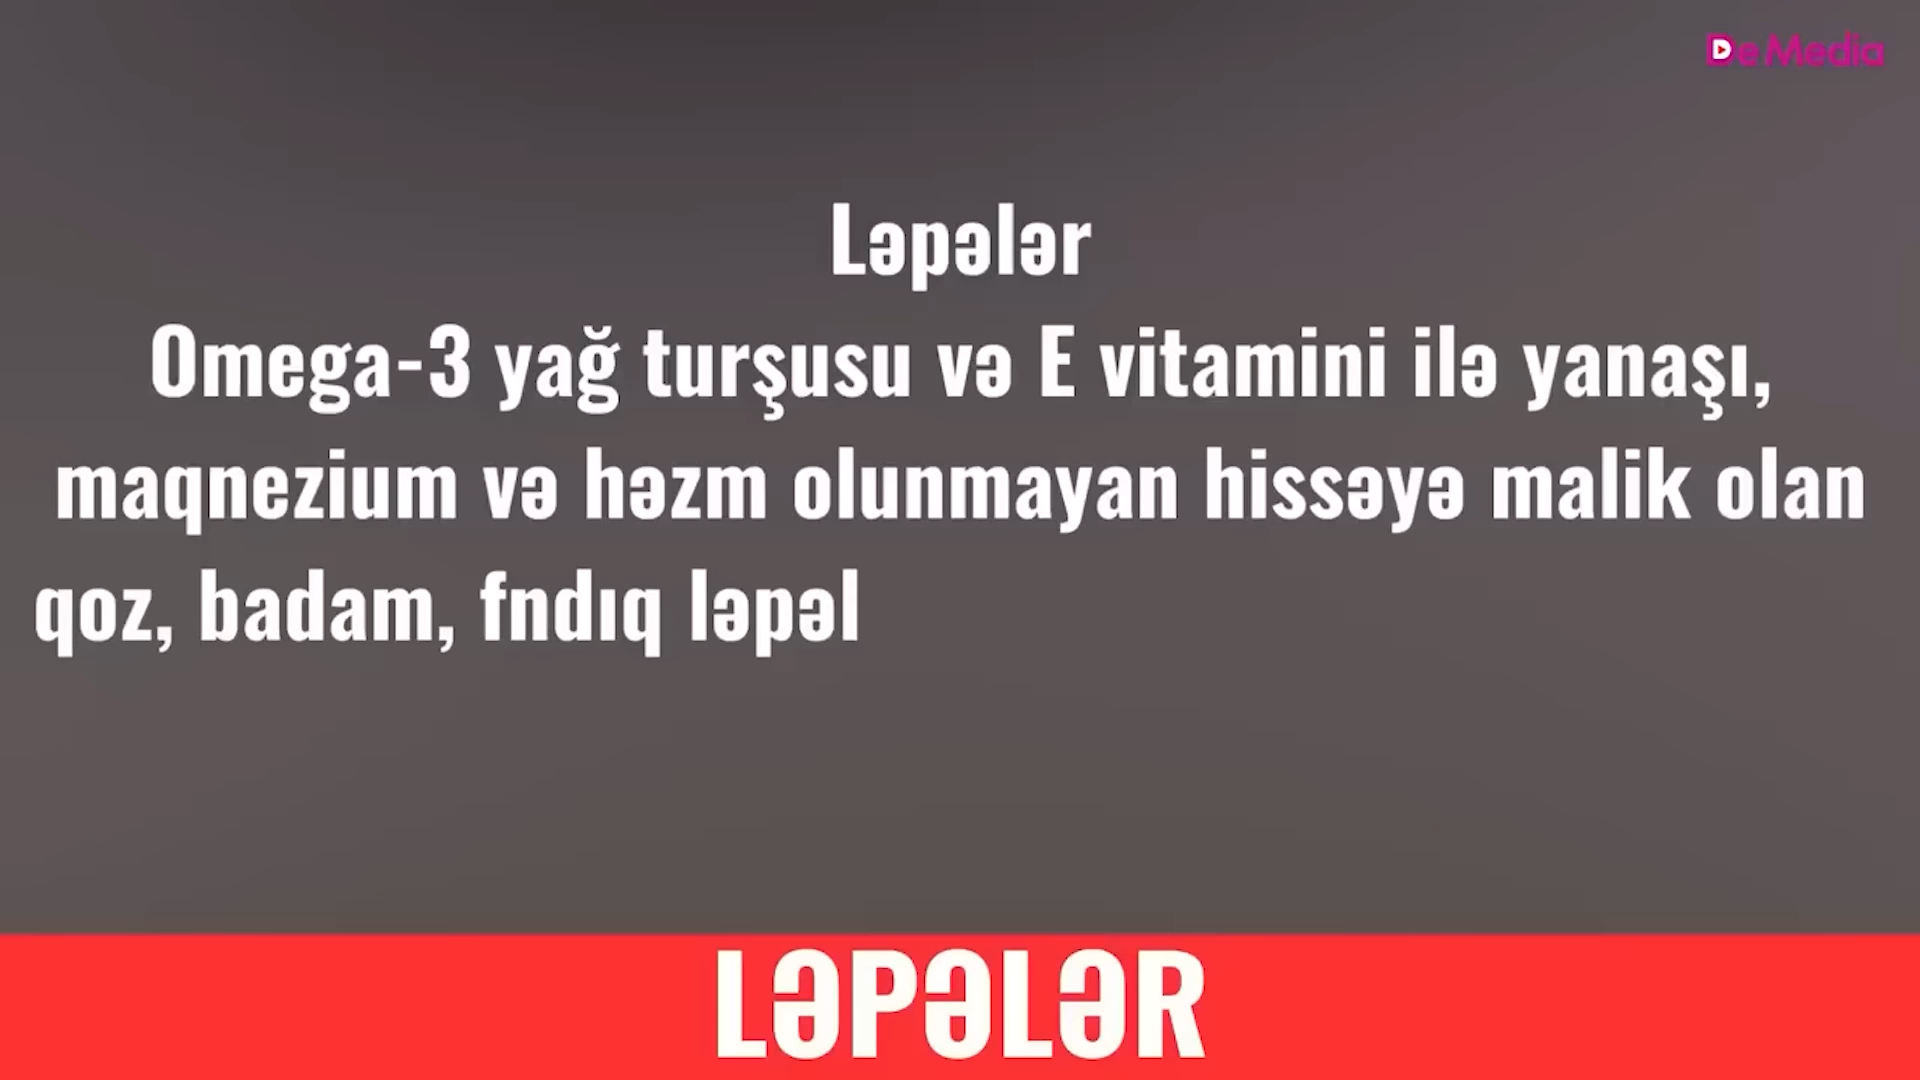 De Media
Ləpələr
Omega-3 yağ turşusu və E vitamini ilə yanaşı,
maqnezium və həzm olunmayan hissəyə malik olan
qoz, badam, fndıq ləpəl
LƏPƏLƏR